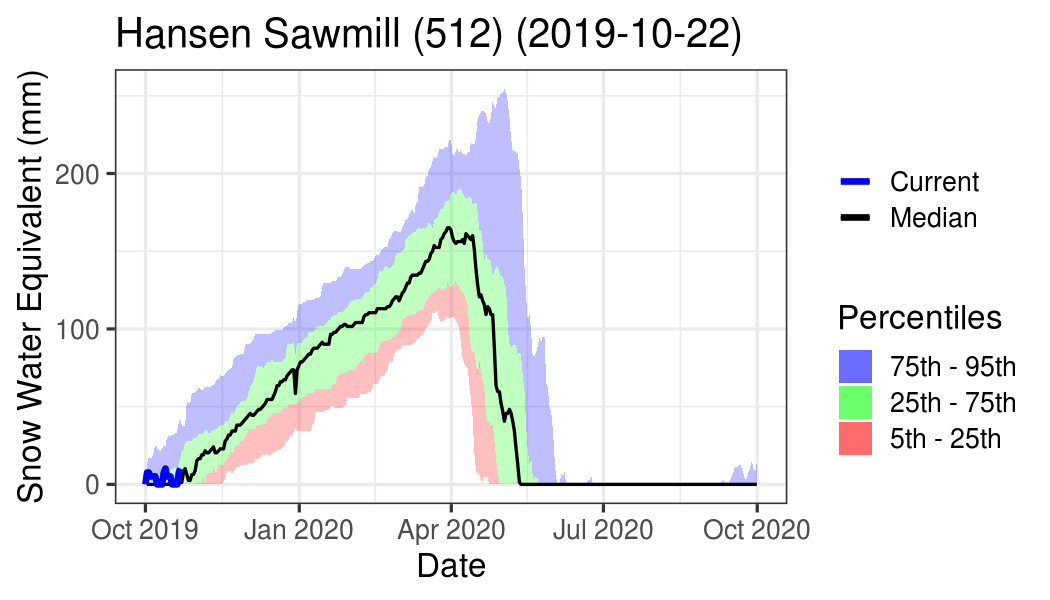 Hansen Sawmill (512) (2019-10-22)
Snow Water Equivalent (mm)
200
100
0
Oct 2019
Jan 2020
Apr 2020
Jul 2020
Oct 2020
Date
Current
Median
Percentiles
75th - 95th
25th - 75th
5th - 25th